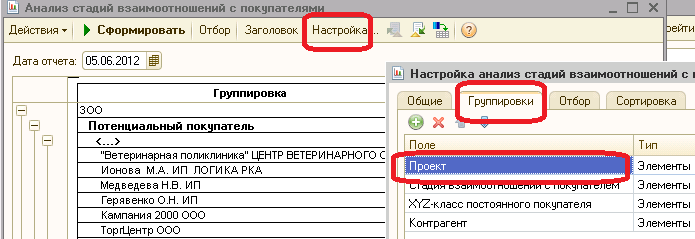 Анализ стадий взаимоотношений с покупателями
Действия Сформировать Отбор Заголовок Настройка...
Дата отчета: 05.06.2012
Группировка
ЗОО
Потенциальный покупатель
<...>
"Ветеринарная поликлиника" ЦЕНТР ВЕТЕРИНАРНОГО
Ионова М.А. ИП ЛОГИКА РКА
Медведева Н.В. ИП
Герявенко О.Н. ИП
Кампания 2000 ООО
ТоргЦентр ООО
Настройка анализ стадий взаимоотношений с
Общие Группировки Отбор Сортировка
Поле Тип
Проект Элементы
Стадия взаимоотношений с покупателем Элементы
XYZ-класс постоянного покупателя Элементы
Контрагент Элементы